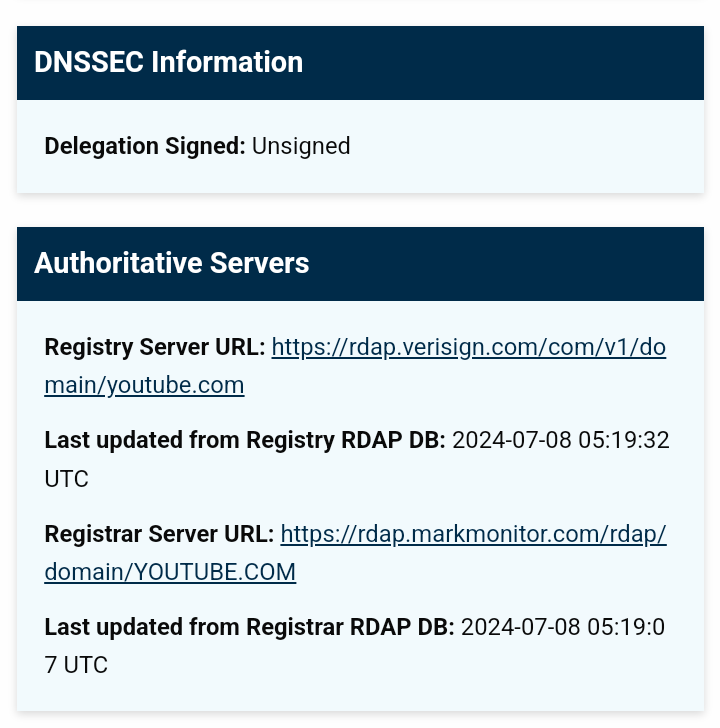 DNSSEC Information
Delegation Signed: Unsigned
Authoritative Servers
Registry Server URL: https://rdap.verisign.com/com/v1/do
main/youtube.com
Last updated from Registry RDAP DB: 2024-07-08 05:19:32
UTC
Registrar Server URL: https://rdap.markmonitor.com/rdap/
domain/YOUTUBE.COM
Last updated from Registrar RDAP DB: 2024-07-08 05:19:0
7 UTC